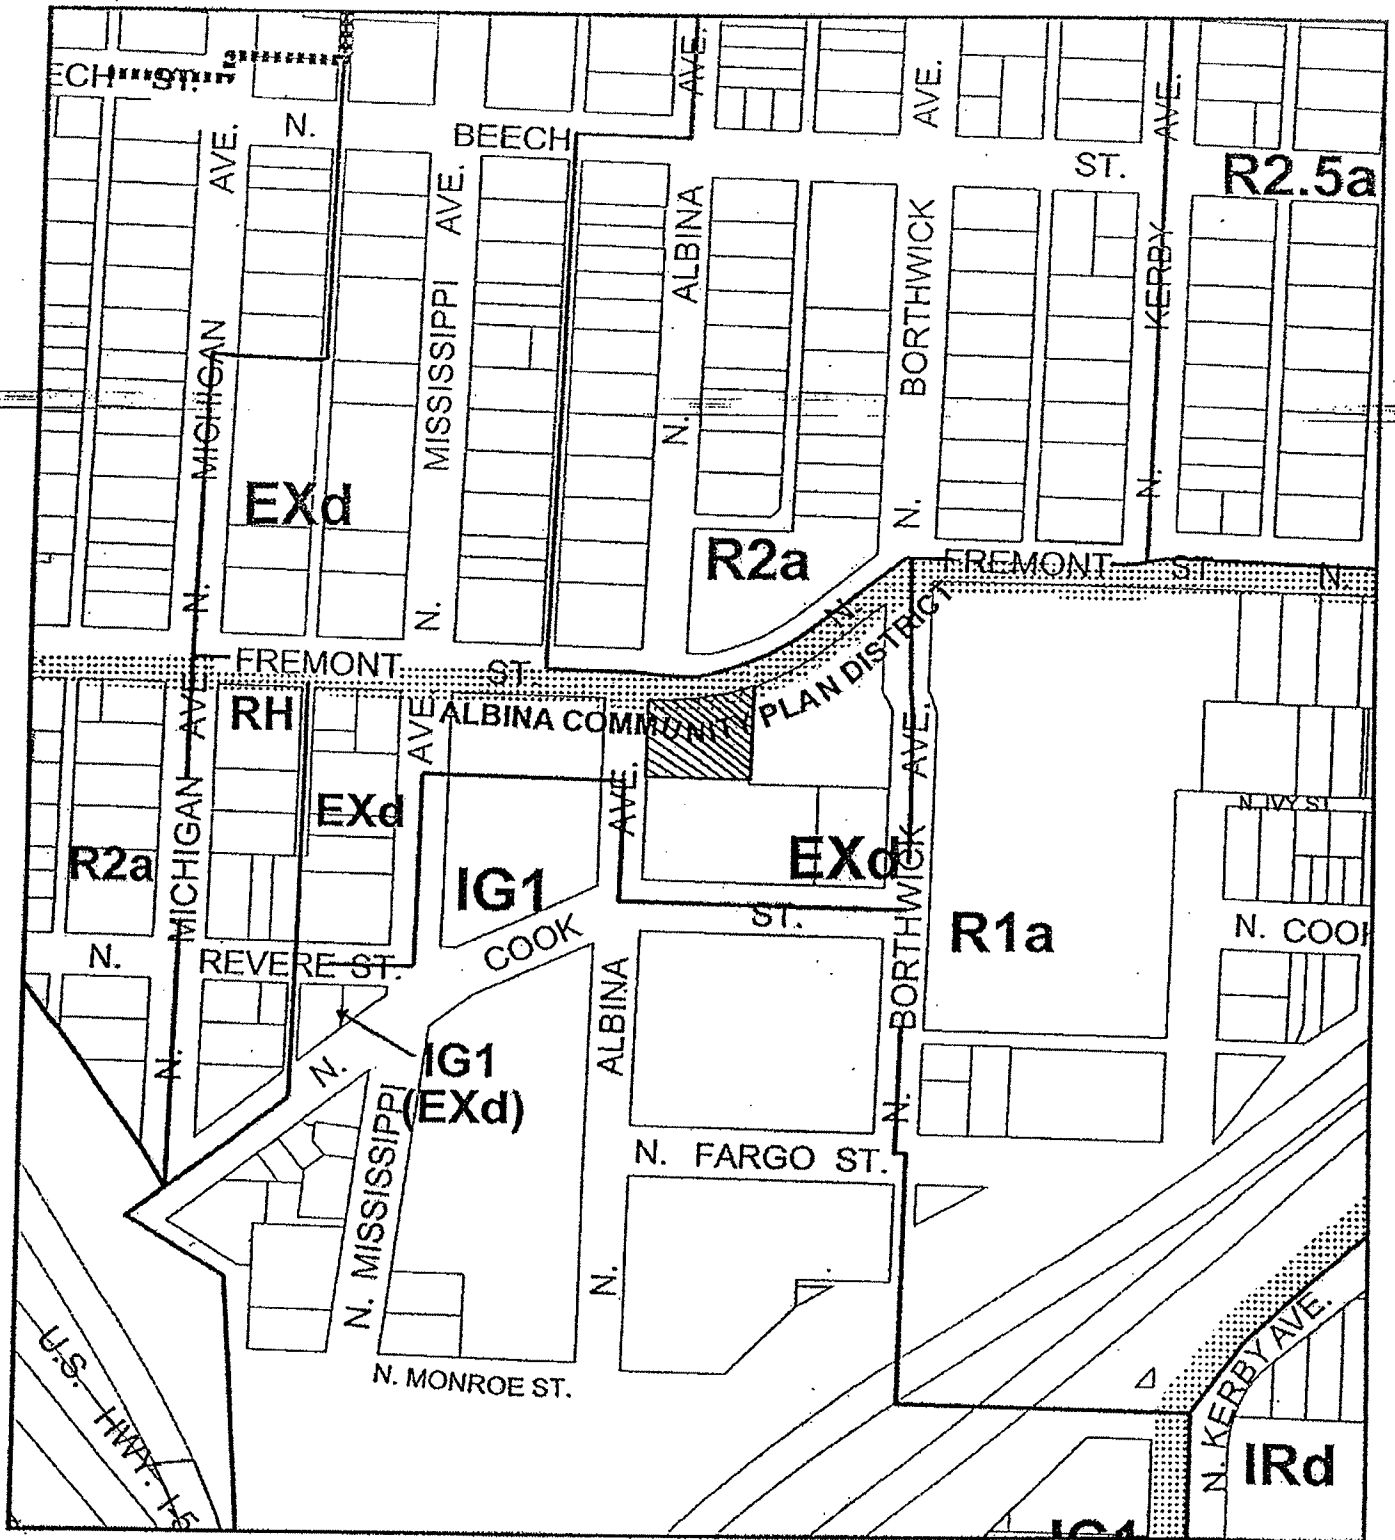 ECH ST.
N.
BEECH
ST.
AVE.
AVE.
AVE.
AVE.
AVE.
R2.5a
MICHIGAN
MISSISSIPPI
ALBINA
BORTHWICK
KERBY
N.
N.
N.
N.
N.
EXd
R2a
FREMONT
ST.
N.
FREMONT
ST
N.
ALBINA COMMUNITY PLAN DISTRICT
RH
AVE
AVE
AVE.
AVE.
EXd
R2a
MICHIGAN
IG1
EXd
BORTHWICK
N. IVY ST
R1a
N. COOK
COOK
ST.
N.
REVERE ST.
ALBINA
N.
N.
IG1
(EXd)
N.
N. FARGO ST.
N. MISSISSIPPI
N.
N. MONROE ST.
U.S. HWY. I-5
N. KERBY AVE.
IRd
IG1